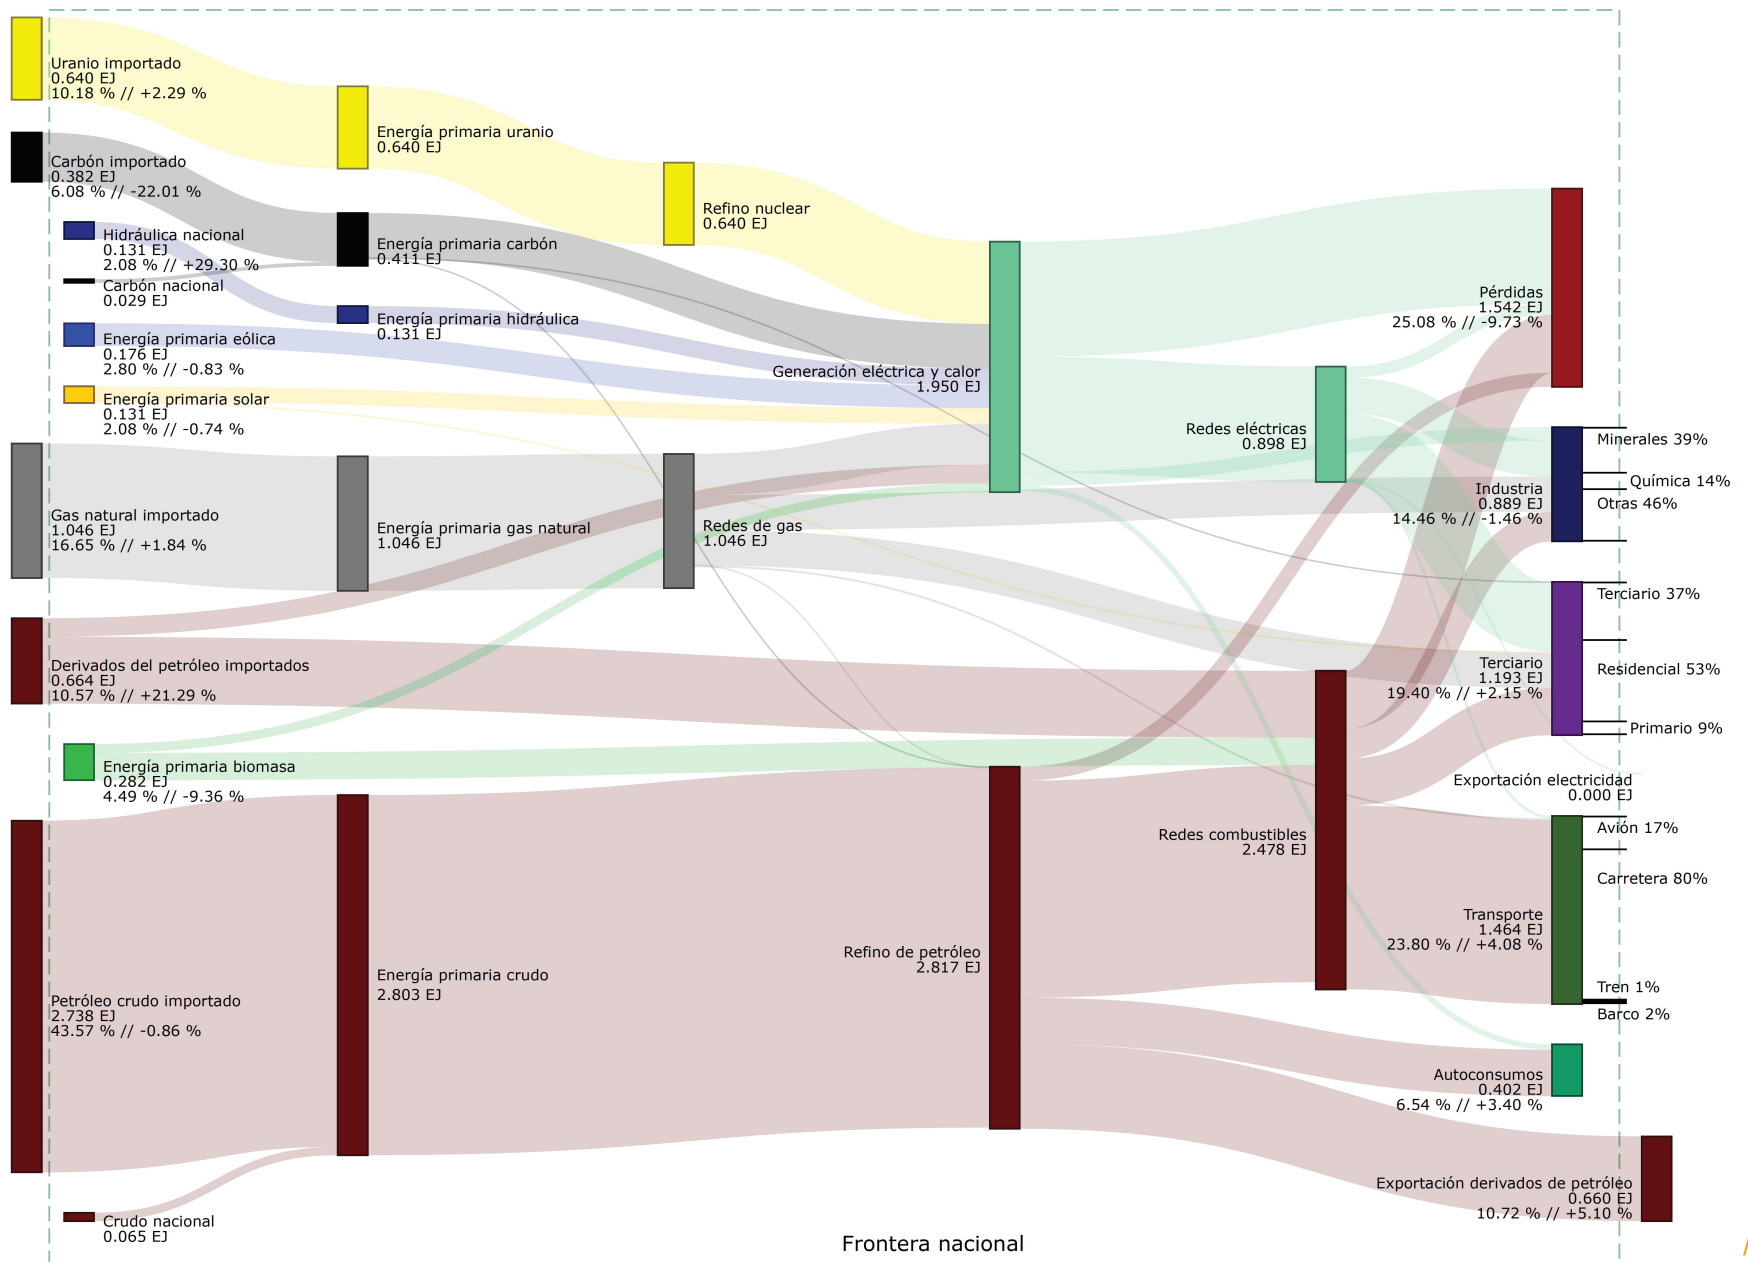 Uranio importado
0.640 EJ
10.18 % // +2.29 %
Energía primaria uranio
0.640 EJ
Carbón importado
0.382 EJ
6.08 % // -22.01 %
Refino nuclear
0.640 EJ
Hidráulica nacional
0.131 EJ
2.08 % // +29.30 %
Energía primaria carbón
0.411 EJ
Carbón nacional
0.029 EJ
Energía primaria hidráulica
0.131 EJ
Energía primaria eólica
0.176 EJ
2.80 % // -0.83 %
Energía primaria solar
0.131 EJ
2.08 % // -0.74 %
Generación eléctrica y calor
1.950 EJ
Pérdidas
1.542 EJ
25.08 % // -9.73 %
Redes eléctricas
0.898 EJ
Minerales 39%
Química 14%
Otras 46%
Industria
0.889 EJ
14.46 % // -1.46 %
Gas natural importado
1.046 EJ
16.65 % // +1.84 %
Energía primaria gas natural
1.046 EJ
Redes de gas
1.046 EJ
Terciario 37%
Residencial 53%
Primario 9%
Terciario
1.193 EJ
19.40 % // +2.15 %
Derivados del petróleo importados
0.664 EJ
10.57 % // +21.29 %
Energía primaria biomasa
0.282 EJ
4.49 % // -9.36 %
Exportación electricidad
0.000 EJ
Redes combustibles
2.478 EJ
Avión 17%
Carretera 80%
Transporte
1.464 EJ
23.80 % // +4.08 %
Tren 1%
Barco 2%
Refino de petróleo
2.817 EJ
Energía primaria crudo
2.803 EJ
Petróleo crudo importado
2.738 EJ
43.57 % // -0.86 %
Autoconsumos
0.402 EJ
6.54 % // +3.40 %
Exportación derivados de petróleo
0.660 EJ
10.72 % // +5.10 %
Crudo nacional
0.065 EJ
Frontera nacional